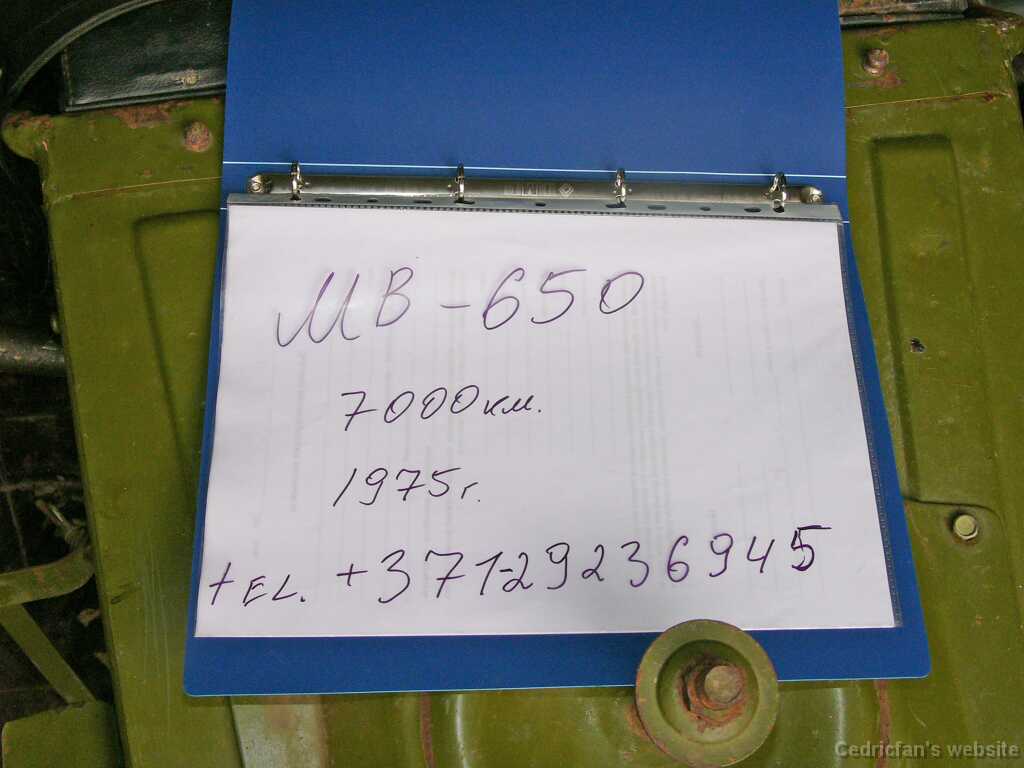 МВ-650
7000км.
1975г.
tEL. +371-29236945
Cedricfan's website